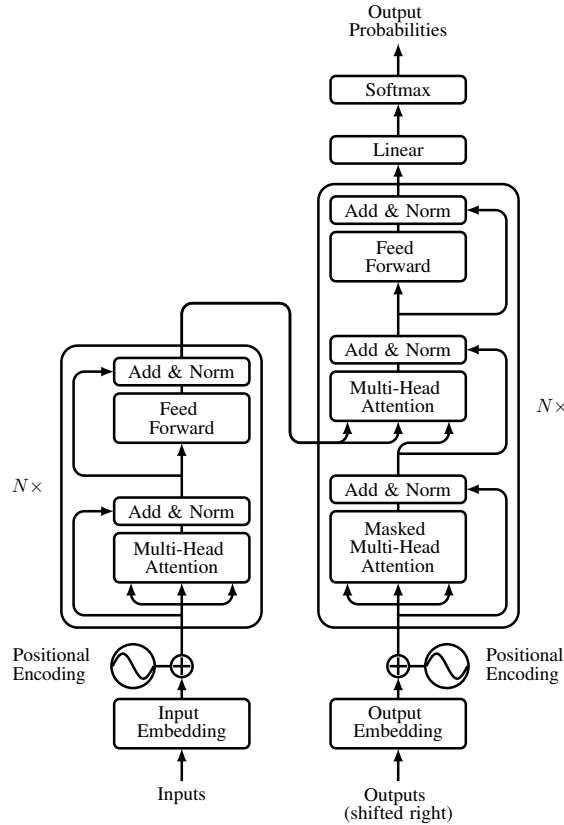 Output
Probabilities
Softmax
Linear
Add & Norm
Feed
Forward
Add & Norm
Multi-Head
Attention
N×
Add & Norm
Masked
Multi-Head
Attention
Add & Norm
Feed
Forward
N×
Add & Norm
Multi-Head
Attention
Positional
Encoding
Positional
Encoding
Input
Embedding
Output
Embedding
Inputs
Outputs
(shifted right)